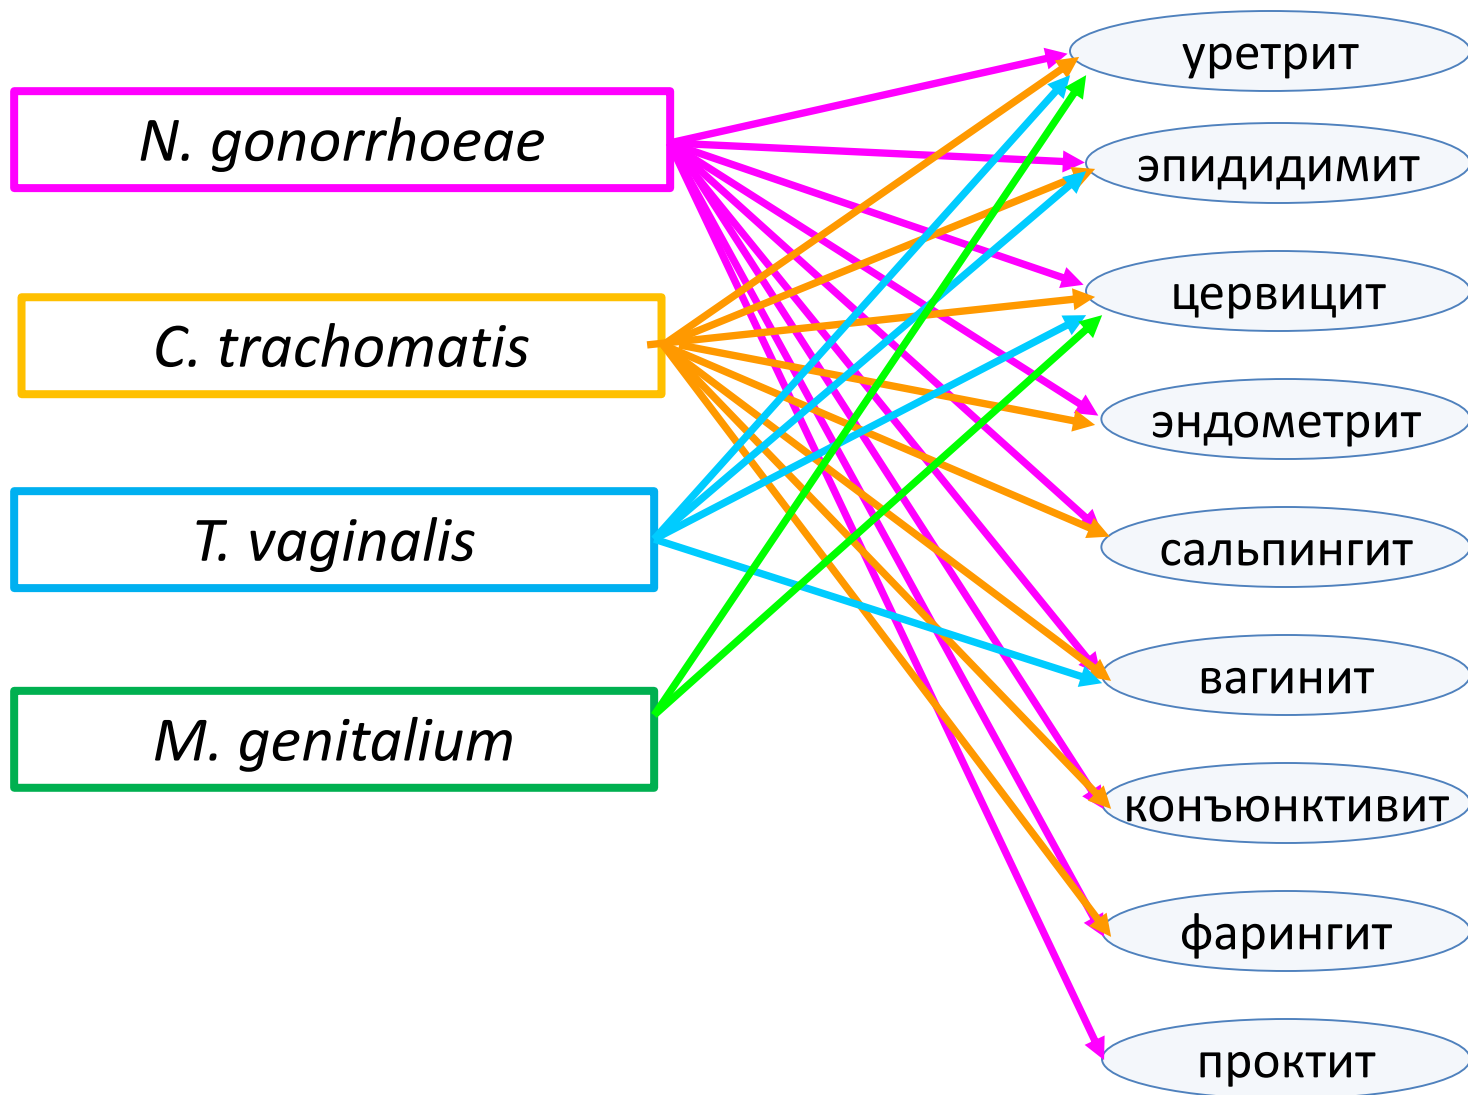 N. gonorrhoeae
C. trachomatis
T. vaginalis
M. genitalium
уретрит
эпидидимит
цервицит
эндометрит
сальпингит
вагинит
конъюнктивит
фарингит
проктит